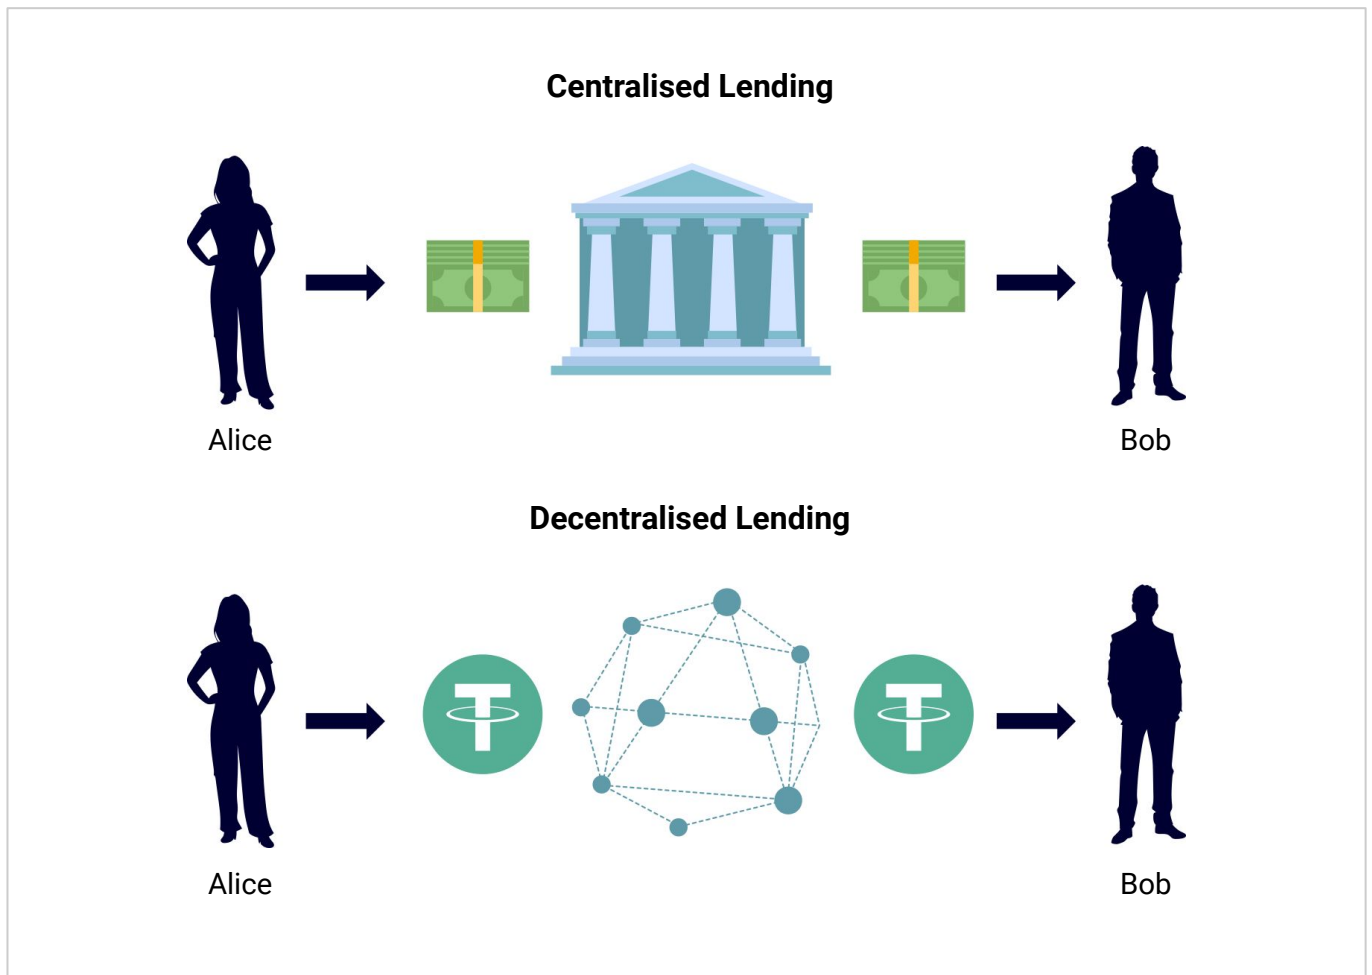 Centralised Lending
Alice
Bob
Decentralised Lending
Alice
Bob